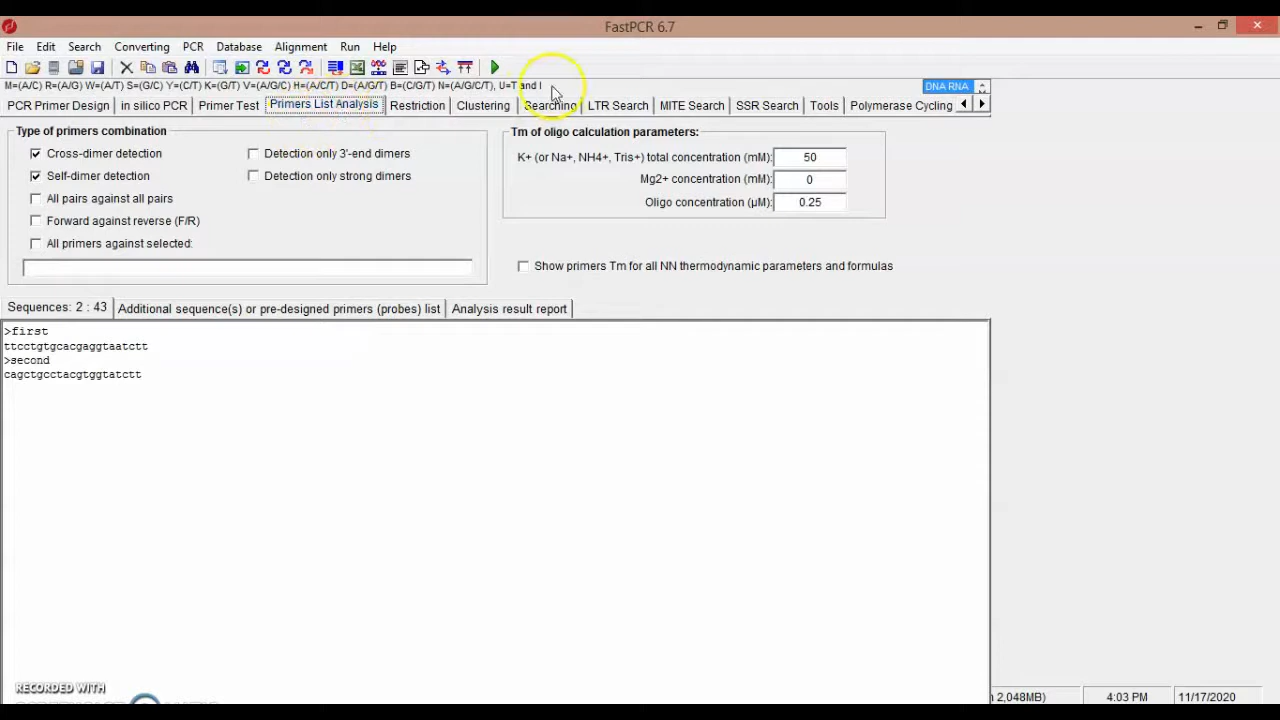 FastPCR 6.7
File Edit Search Converting PCR Database Alignment Run Help
M=(A/C) R=(A/G) W=(A/T) S=(G/C) Y=(C/T) K=(G/T) V=(A/G/C) H=(A/C/T) D=(A/G/T) B=(C/G/T) N=(A/G/C/T), U=T and I
DNA RNA
PCR Primer Design in silico PCR Primer Test Primers List Analysis Restriction Clustering Searching LTR Search MITE Search SSR Search Tools Polymerase Cycling
Type of primers combination
Cross-dimer detection Detection only 3'-end dimers
Self-dimer detection Detection only strong dimers
All pairs against all pairs
Forward against reverse (F/R)
All primers against selected:
Tm of oligo calculation parameters:
K+ (or Na+, NH4+, Tris+) total concentration (mM): 50
Mg2+ concentration (mM): 0
Oligo concentration (µM): 0.25
Show primers Tm for all NN thermodynamic parameters and formulas
Sequences: 2 : 43 Additional sequence(s) or pre-designed primers (probes) list Analysis result report
>first
ttcctgtgcacgaggtaatctt
>second
cagctgcctacgtggtatctt
RECORDED WITH
2,048MB) 4:03 PM 11/17/2020